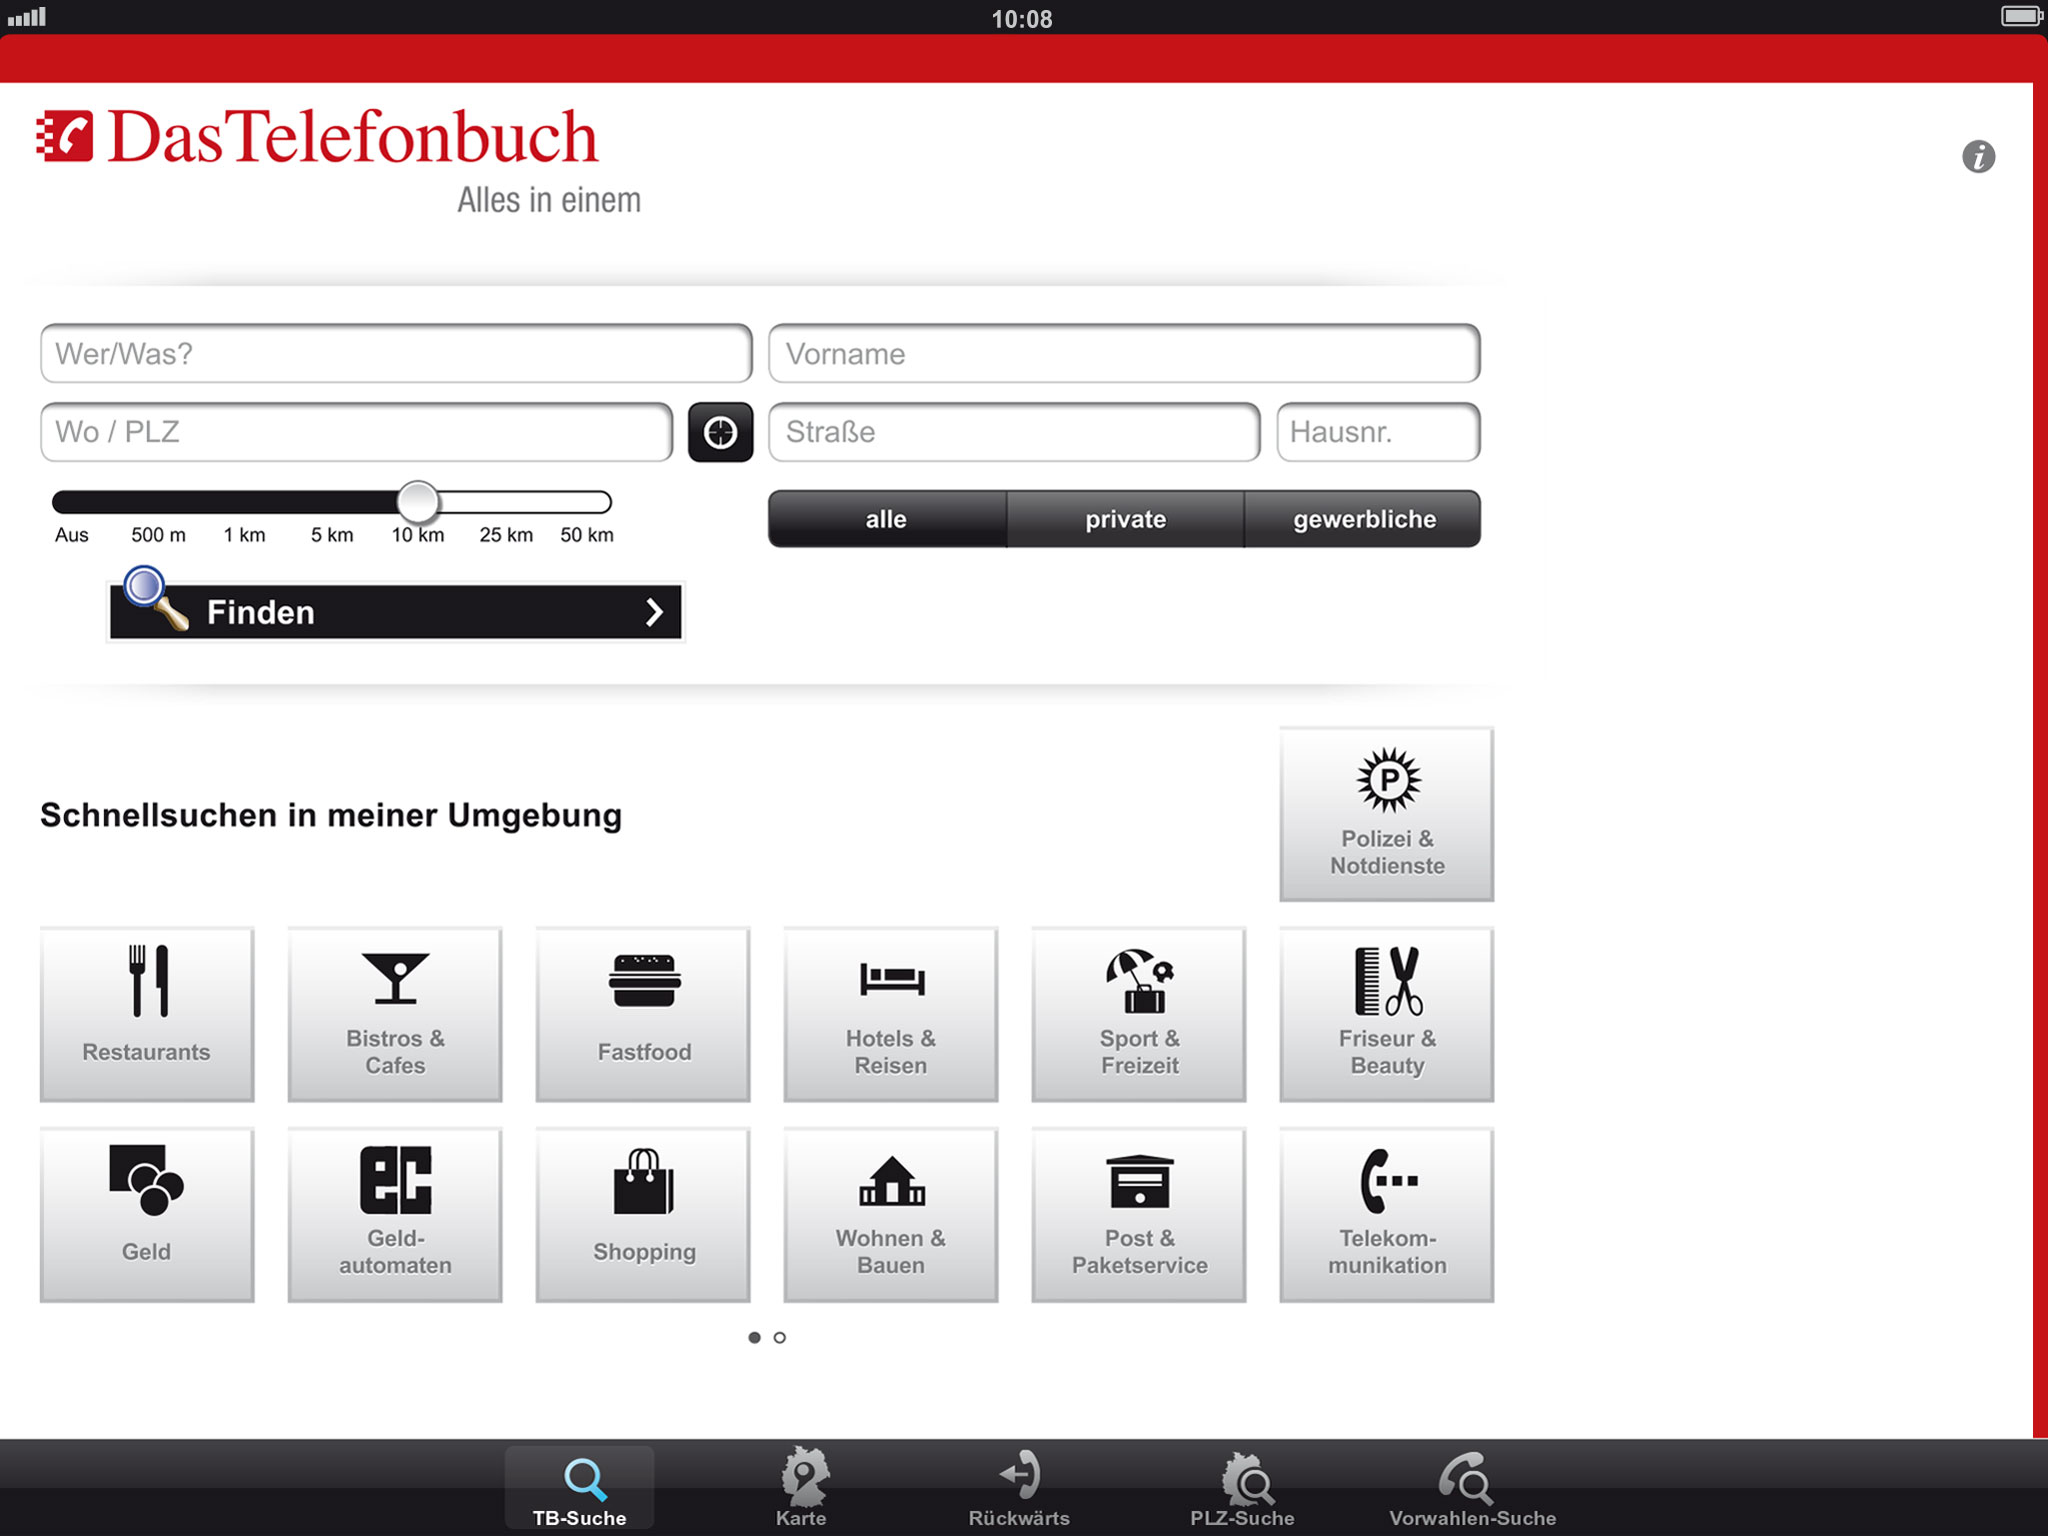 10:08
DasTelefonbuch
Alles in einem
Wer/Was?
Vorname
Wo / PLZ
Straße
Hausnr.
Aus 500 m 1 km 5 km 10 km 25 km 50 km
alle private gewerbliche
Finden
Schnellsuchen in meiner Umgebung
P
Polizei &
Notdienste
Restaurants
Bistros &
Cafes
Fastfood
Hotels &
Reisen
Sport &
Freizeit
Friseur &
Beauty
Geld
ec
Geld-
automaten
Shopping
Wohnen &
Bauen
Post &
Paketservice
Telekom-
munikation
TB-Suche
Karte
Rückwärts
PLZ-Suche
Vorwahlen-Suche